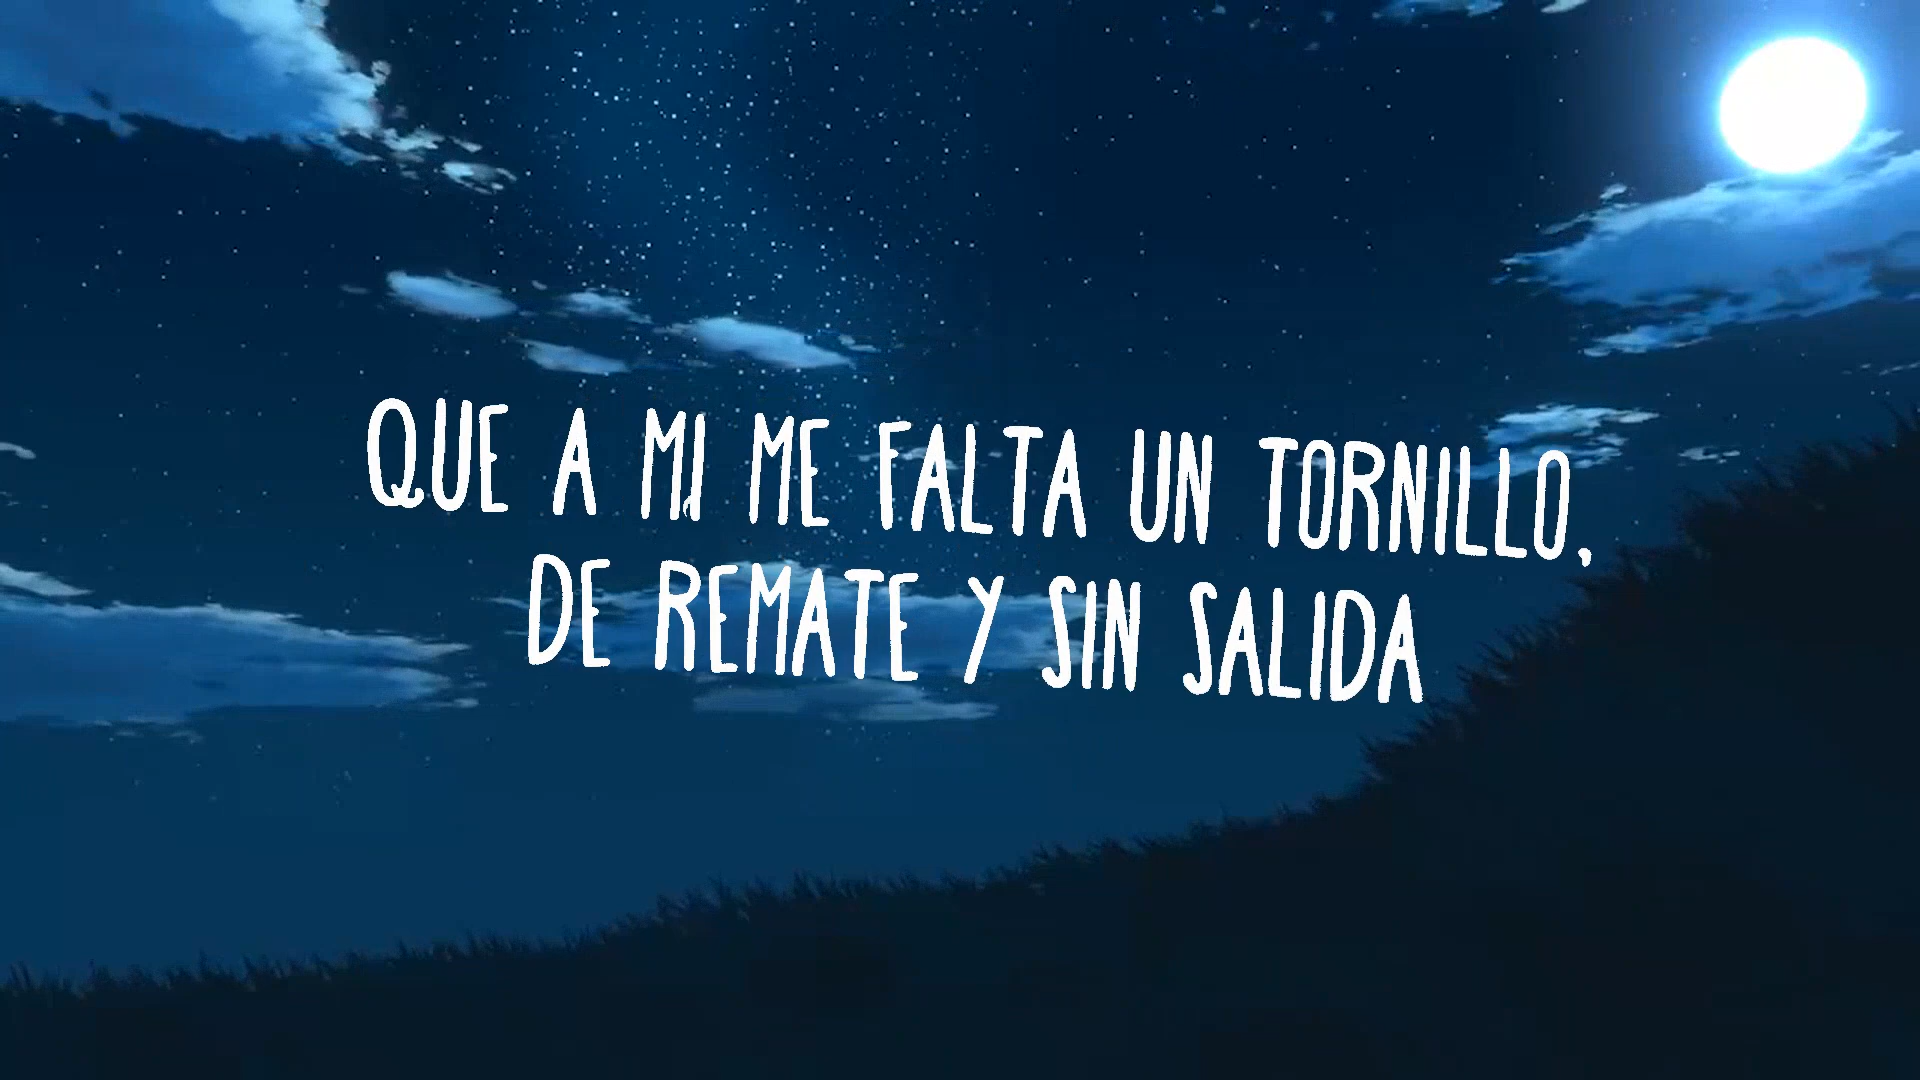 QUE A MI ME FALTA UN TORNILLO,
DE REMATE Y SIN SALIDA